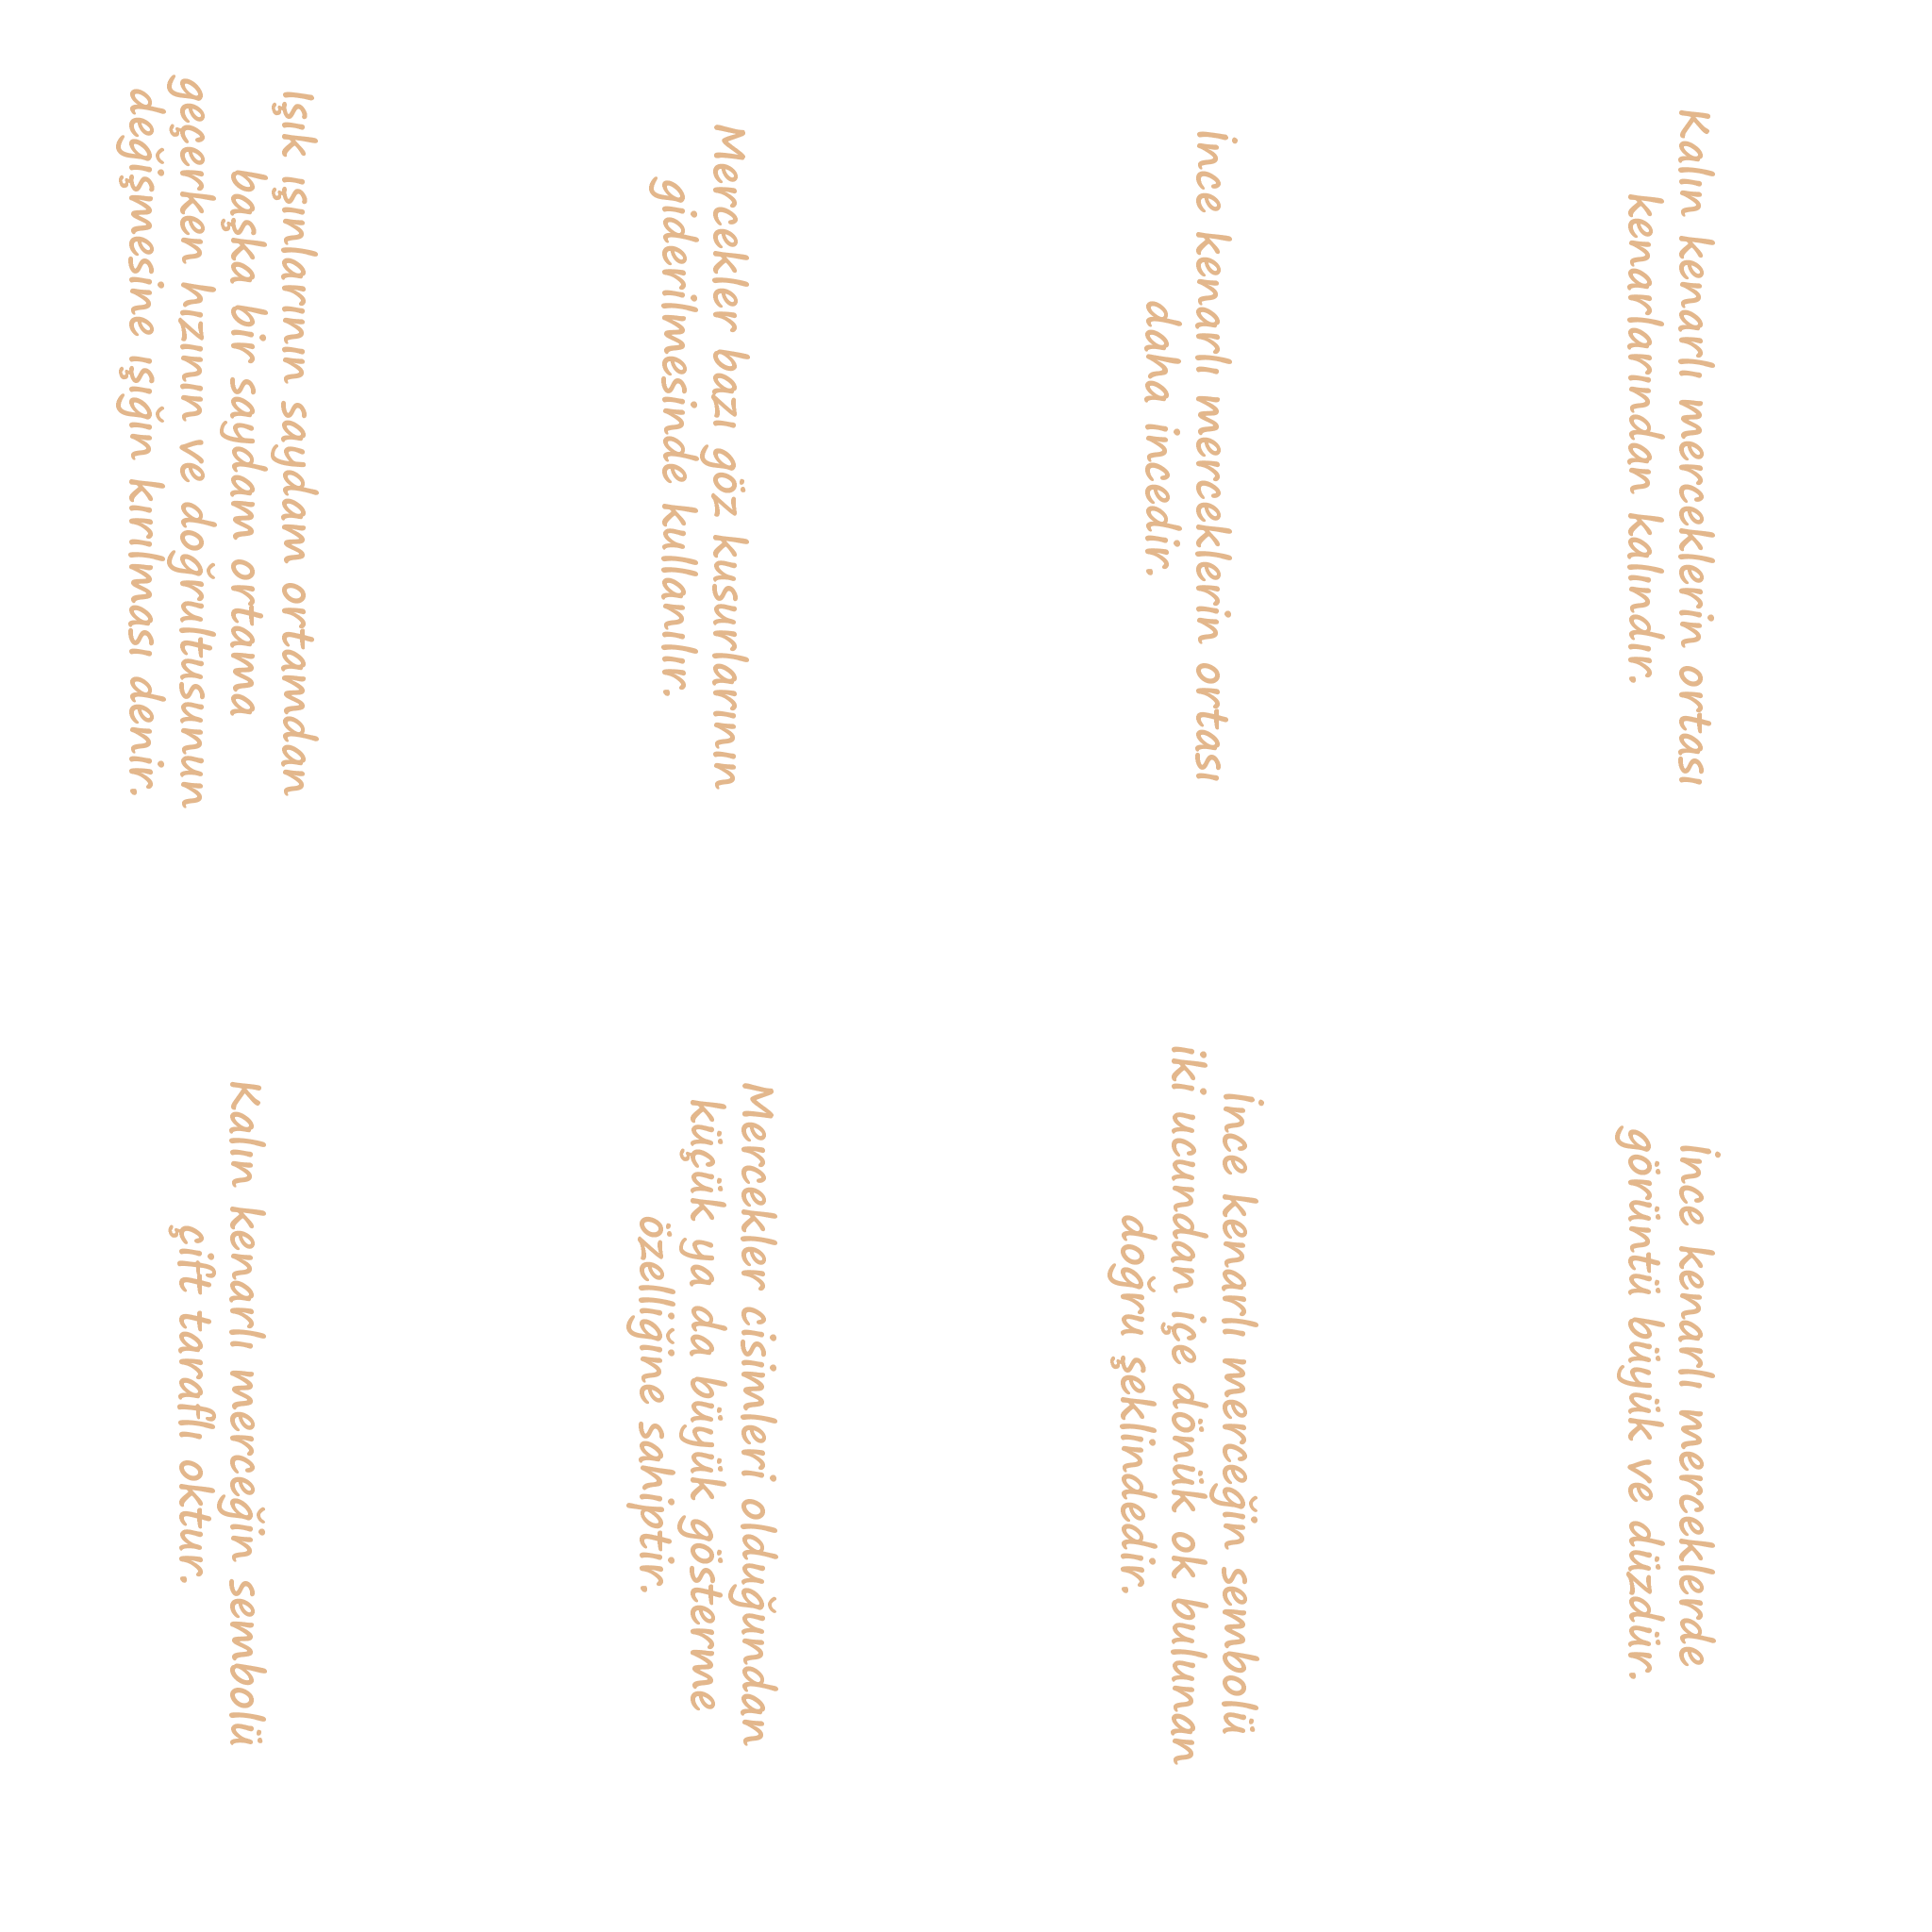 Kalın kenarlı merceklerin ortası
kenarlarından kalındır.
İnce kenarlı merceklerde
görüntü büyük ve düzdür.
İnce kenarlı merceklerin ortası
daha incedir.
İnce kenarlı merceğin sembolü
iki ucundan içe dönük ok bulunan
doğru şeklindedir.
Mercekler bazı göz kusurlarının
giderilmesinde kullanılır.
Mercekler cisimleri olduğundan
küçük ya da büyük gösterme
özelliğine sahiptir.
Işık ışınlarının saydam ortamdan
başka bir saydam ortama
geçerken hızının ve doğrultusunun
değişmesine ışığın kırılması denir.
Kalın kenarlı merceğin sembolü
çift taraflı oktur.